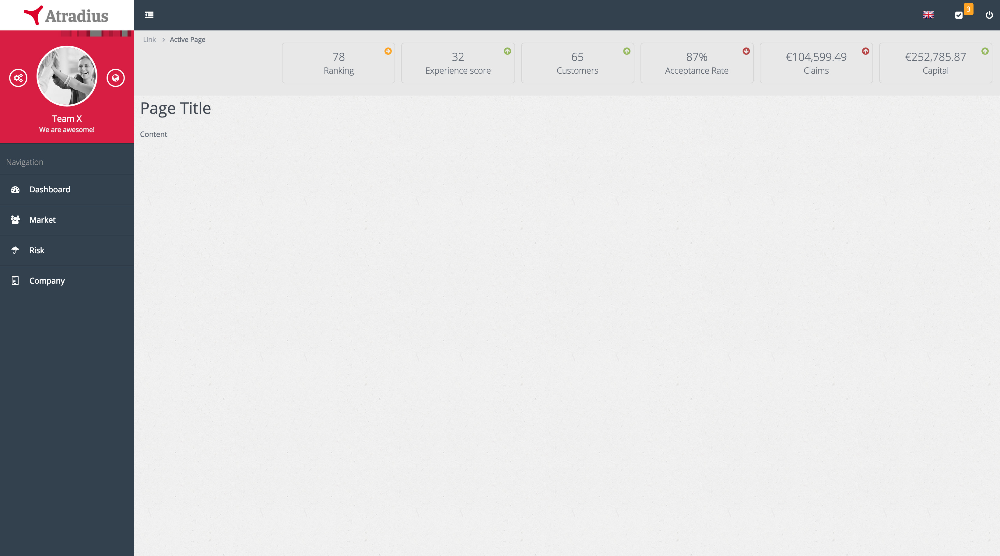 Atradius
3
Team X
We are awesome!
Navigation
Dashboard
Market
Risk
Company
Link > Active Page
78
Ranking
32
Experience score
65
Customers
87%
Acceptance Rate
€104,599.49
Claims
€252,785.87
Capital
Page Title
Content